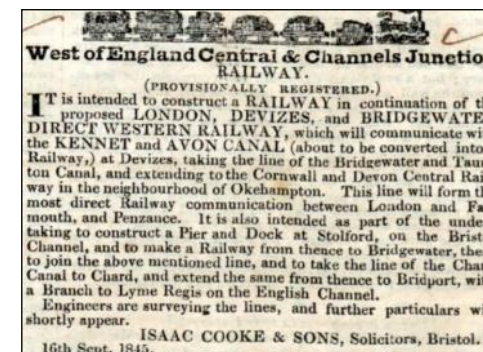 West of England Central & Channels Junctio
RAILWAY.
(PROVISIONALLY REGISTERED.)
IT is intended to construct a RAILWAY in continuation of t
proposed LONDON, DEVIZES, and BRIDGEWATE
DIRECT WESTERN RAILWAY, which will communicate wi
the KENNET and AVON CANAL (about to be converted into
Railway,) at Devizes, taking the line of the Bridgewater and Taun
ton Canal, and extending to the Cornwall and Devon Central Rai
way in the neighbourhood of Okehampton. This line will form th
most direct Railway communication between London and Fa
mouth, and Penzance. It is also intended as part of the unde
taking to construct a Pier and Dock at Stolford, on the Brist
Channel, and to make a Railway from thence to Bridgewater, the
to join the above mentioned line, and to take the line of the Cha
Canal to Chard, and extend the same from thence to Bridport, wit
a Branch to Lyme Regis on the English Channel.
Engineers are surveying the lines, and further particulars w
shortly appear.
ISAAC COOKE & SONS, Solicitors, Bristol.
16th Sept. 1845.